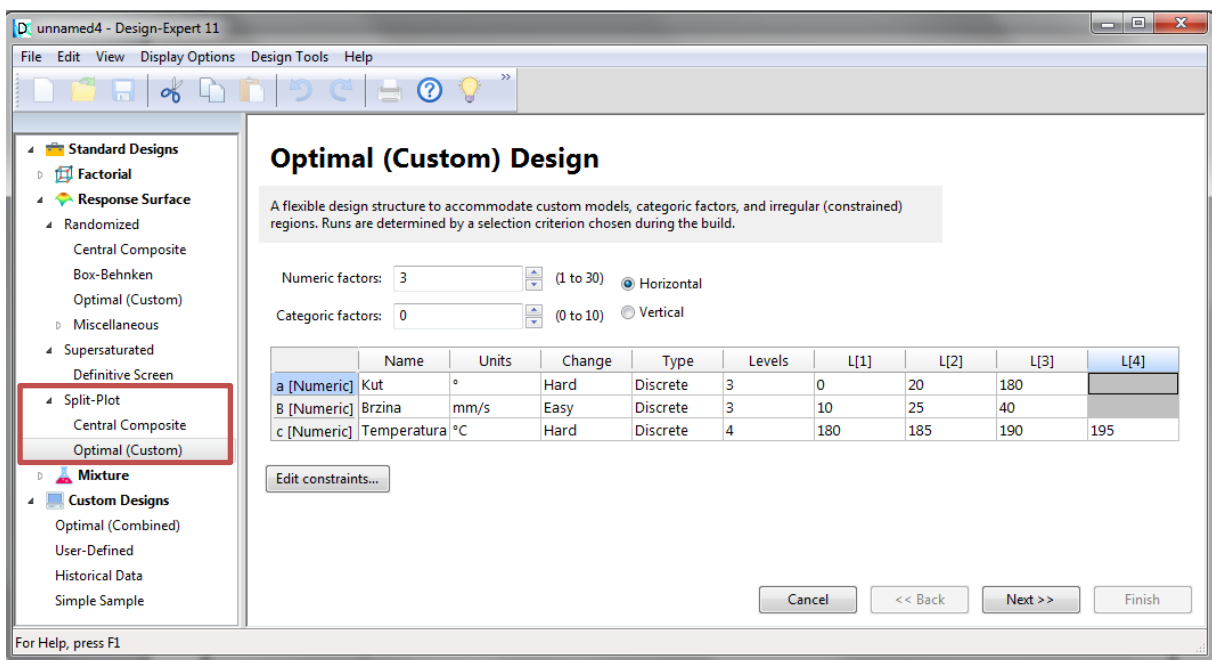 unnamed4 - Design-Expert 11
File Edit View Display Options Design Tools Help
Standard Designs
Factorial
Response Surface
Randomized
Central Composite
Box-Behnken
Optimal (Custom)
Miscellaneous
Supersaturated
Definitive Screen
Split-Plot
Central Composite
Optimal (Custom)
Mixture
Custom Designs
Optimal (Combined)
User-Defined
Historical Data
Simple Sample
Optimal (Custom) Design
A flexible design structure to accommodate custom models, categoric factors, and irregular (constrained)
regions. Runs are determined by a selection criterion chosen during the build.
Numeric factors: 3 (1 to 30) Horizontal
Categoric factors: 0 (0 to 10) Vertical
Name Units Change Type Levels L[1] L[2] L[3] L[4]
a [Numeric] Kut ° Hard Discrete 3 0 20 180
B [Numeric] Brzina mm/s Easy Discrete 3 10 25 40
c [Numeric] Temperatura °C Hard Discrete 4 180 185 190 195
Edit constraints...
Cancel << Back Next >> Finish
For Help, press F1